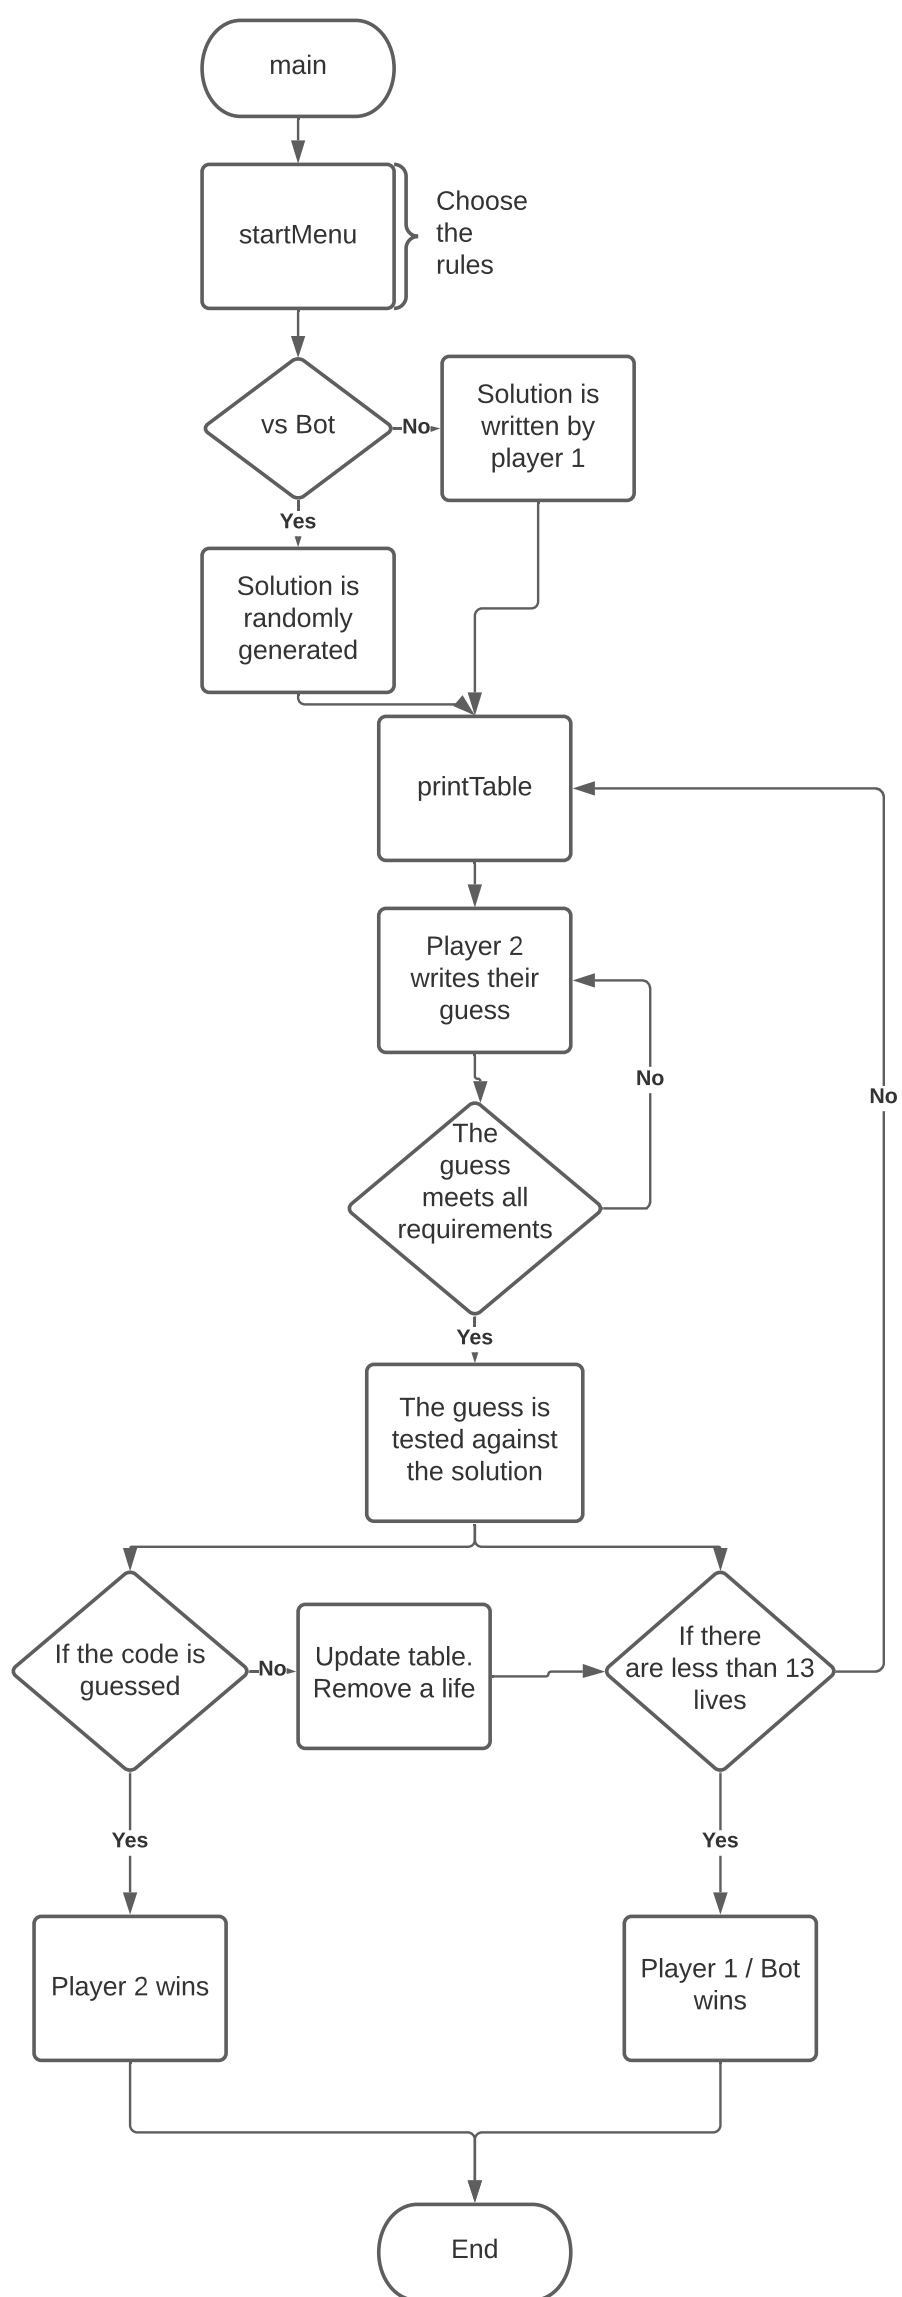 main
startMenu
Choose
the
rules
vs Bot
No
Solution is
written by
player 1
Yes
Solution is
randomly
generated
printTable
Player 2
writes their
guess
No
No
The
guess
meets all
requirements
Yes
The guess is
tested against
the solution
If the code is
guessed
No
Update table.
Remove a life
If there
are less than 13
lives
Yes
Yes
Player 2 wins
Player 1 / Bot
wins
End